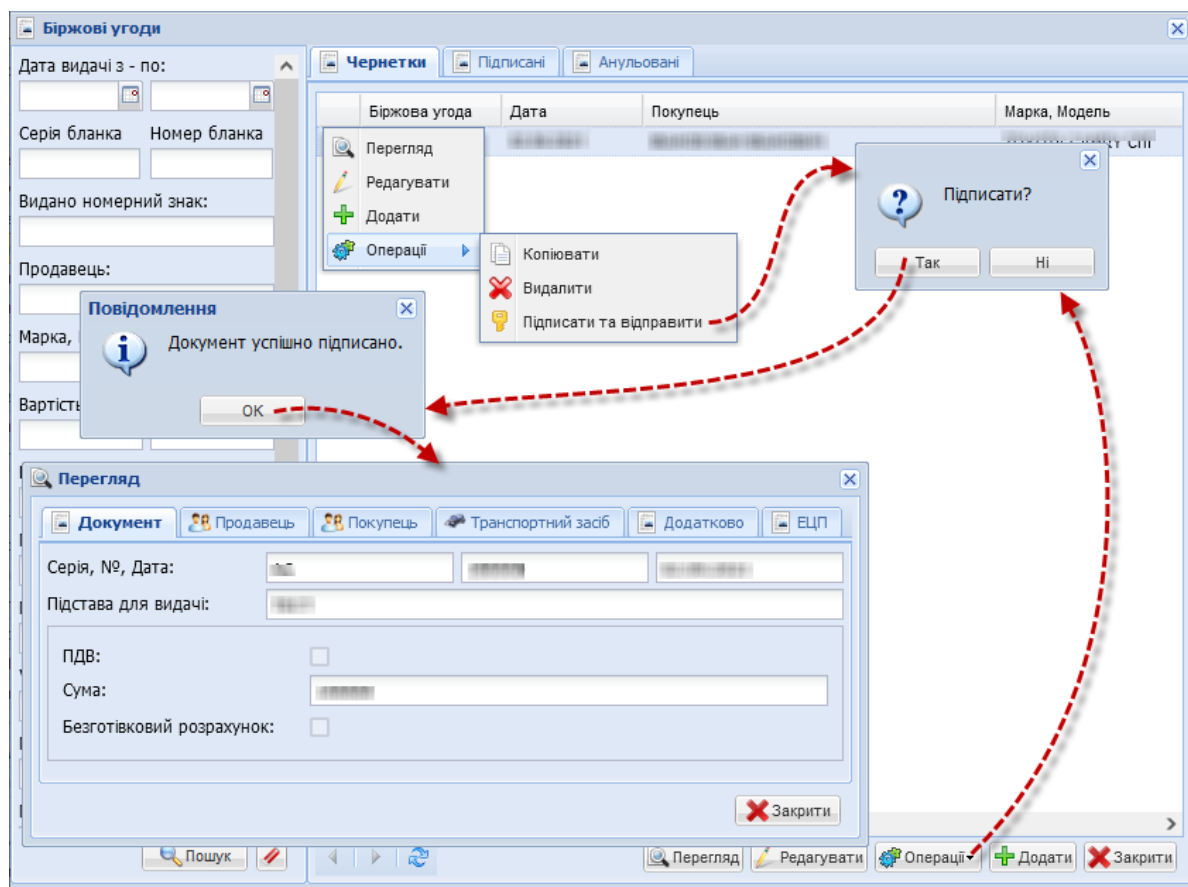 Біржові угоди
Дата видачі з - по:
Серія бланка Номер бланка
Видано номерний знак:
Продавець:
Марка,
Вартість
Пошук
Чернетки Підписані Анульовані
Біржова угода Дата Покупець Марка, Модель
Перегляд
Редагувати
Додати
Операції
Копіювати
Видалити
Підписати та відправити
Підписати?
Так Ні
Повідомлення
Документ успішно підписано.
OK
Перегляд
Документ Продавець Покупець Транспортний засіб Додатково ЕЦП
Серія, №, Дата:
Підстава для видачі:
ПДВ:
Сума:
Безготівковий розрахунок:
Закрити
Перегляд Редагувати Операції Додати Закрити